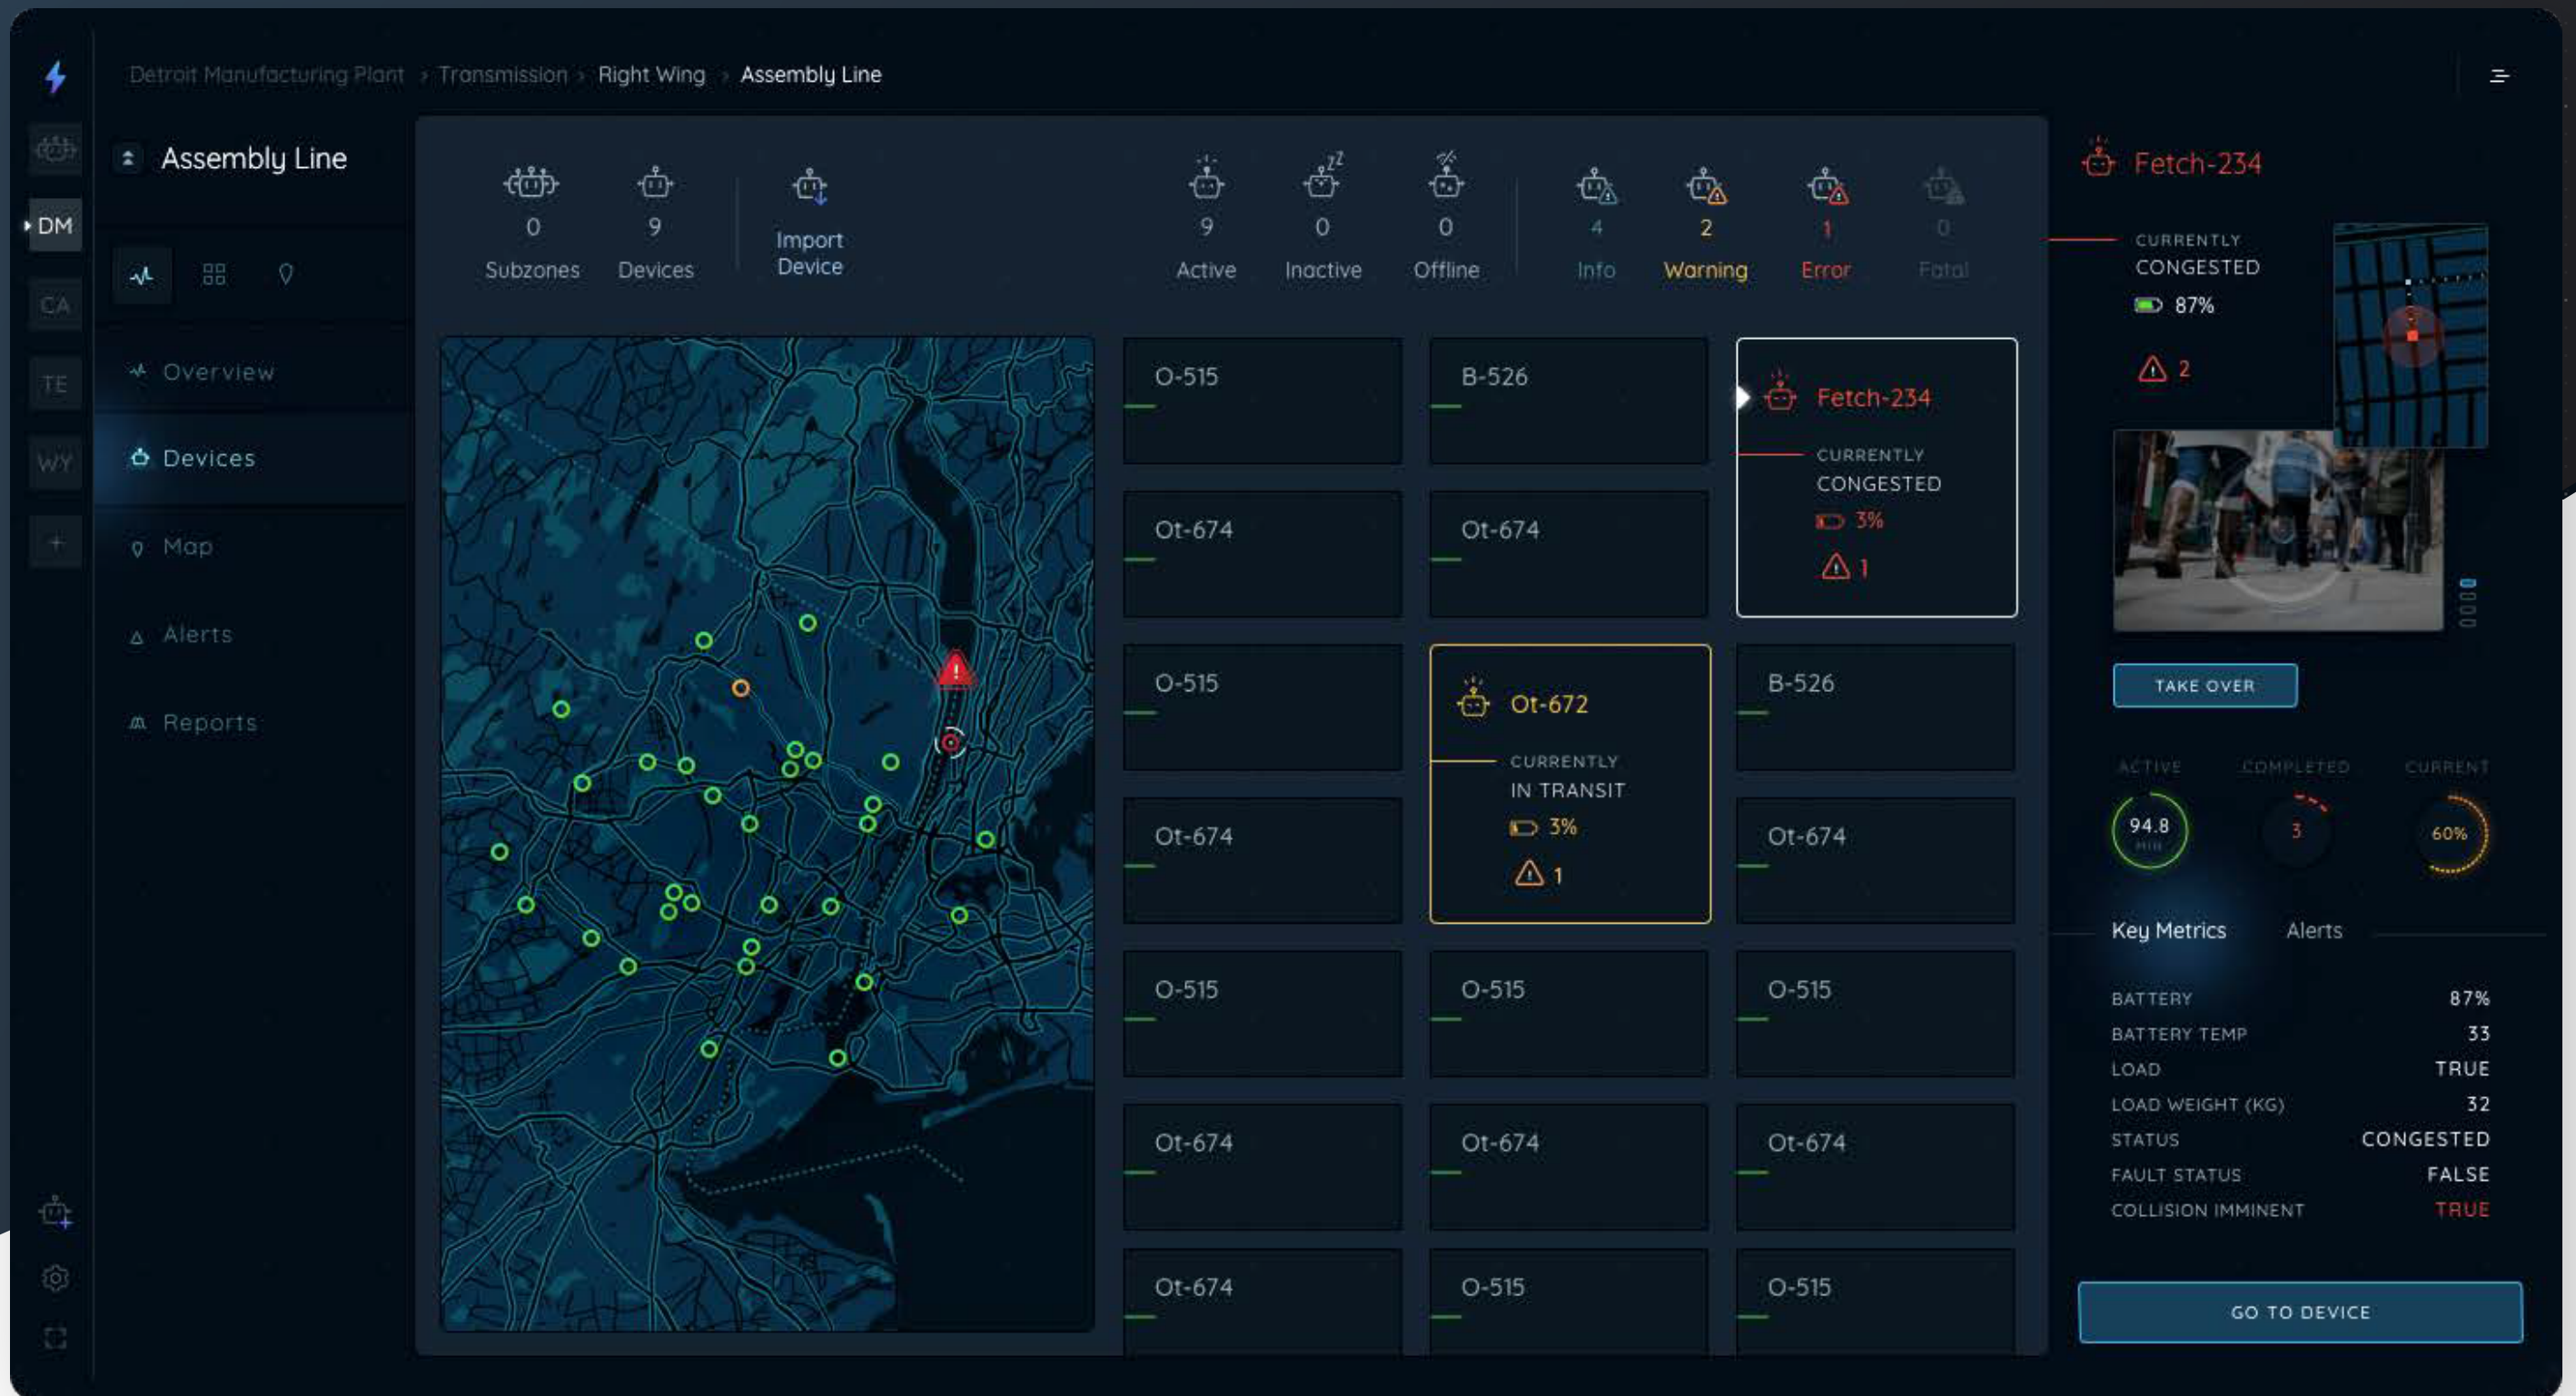 Detroit Manufacturing Plant › Transmission › Right Wing › Assembly Line
DM
CA
TE
WY
Assembly Line
Overview
Devices
Map
Alerts
Reports
0
Subzones
9
Devices
Import
Device
9
Active
zz
0
Inactive
0
Offline
4
Info
2
Warning
1
Error
0
Fatal
O-515
B-526
Fetch-234
CURRENTLY
CONGESTED
3%
1
Ot-674
Ot-674
O-515
Ot-672
CURRENTLY
IN TRANSIT
3%
1
B-526
Ot-674
Ot-674
O-515
O-515
O-515
Ot-674
Ot-674
Ot-674
Ot-674
O-515
O-515
Fetch-234
CURRENTLY
CONGESTED
87%
2
TAKE OVER
ACTIVE
COMPLETED
CURRENT
94.8
MIN
3
60%
Key Metrics
Alerts
BATTERY 87%
BATTERY TEMP 33
LOAD TRUE
LOAD WEIGHT (KG) 32
STATUS CONGESTED
FAULT STATUS FALSE
COLLISION IMMINENT TRUE
GO TO DEVICE